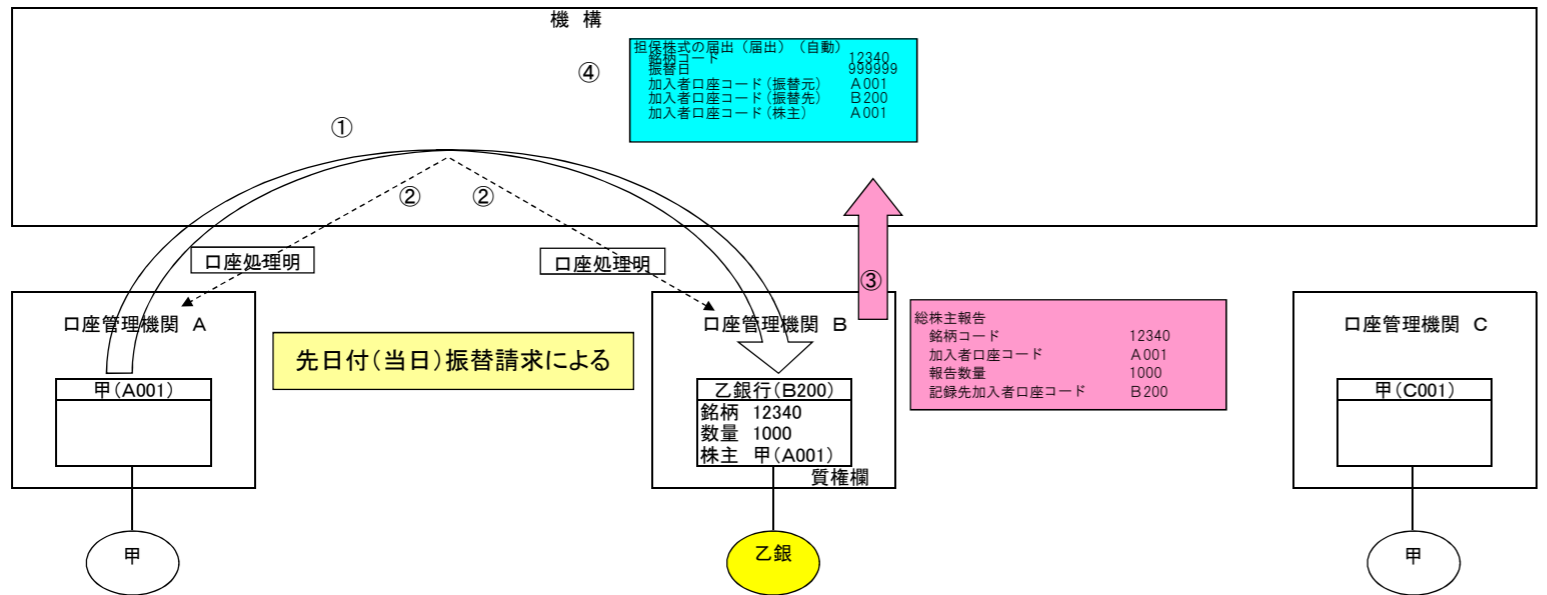 機 構
④
担保株式の届出(届出)(自動)
銘柄コード 12340
振替日 999999
加入者口座コード(振替元) A001
加入者口座コード(振替先) B200
加入者口座コード(株主) A001
①
② ②
口座処理明 口座処理明
③
口座管理機関 A
先日付(当日)振替請求による
口座管理機関 B
総株主報告
銘柄コード 12340
加入者口座コード A001
報告数量 1000
記録先加入者口座コード B200
口座管理機関 C
甲(A001)
乙銀行(B200)
銘柄 12340
数量 1000
株主 甲(A001)
質権欄
甲(C001)
甲
乙銀
甲